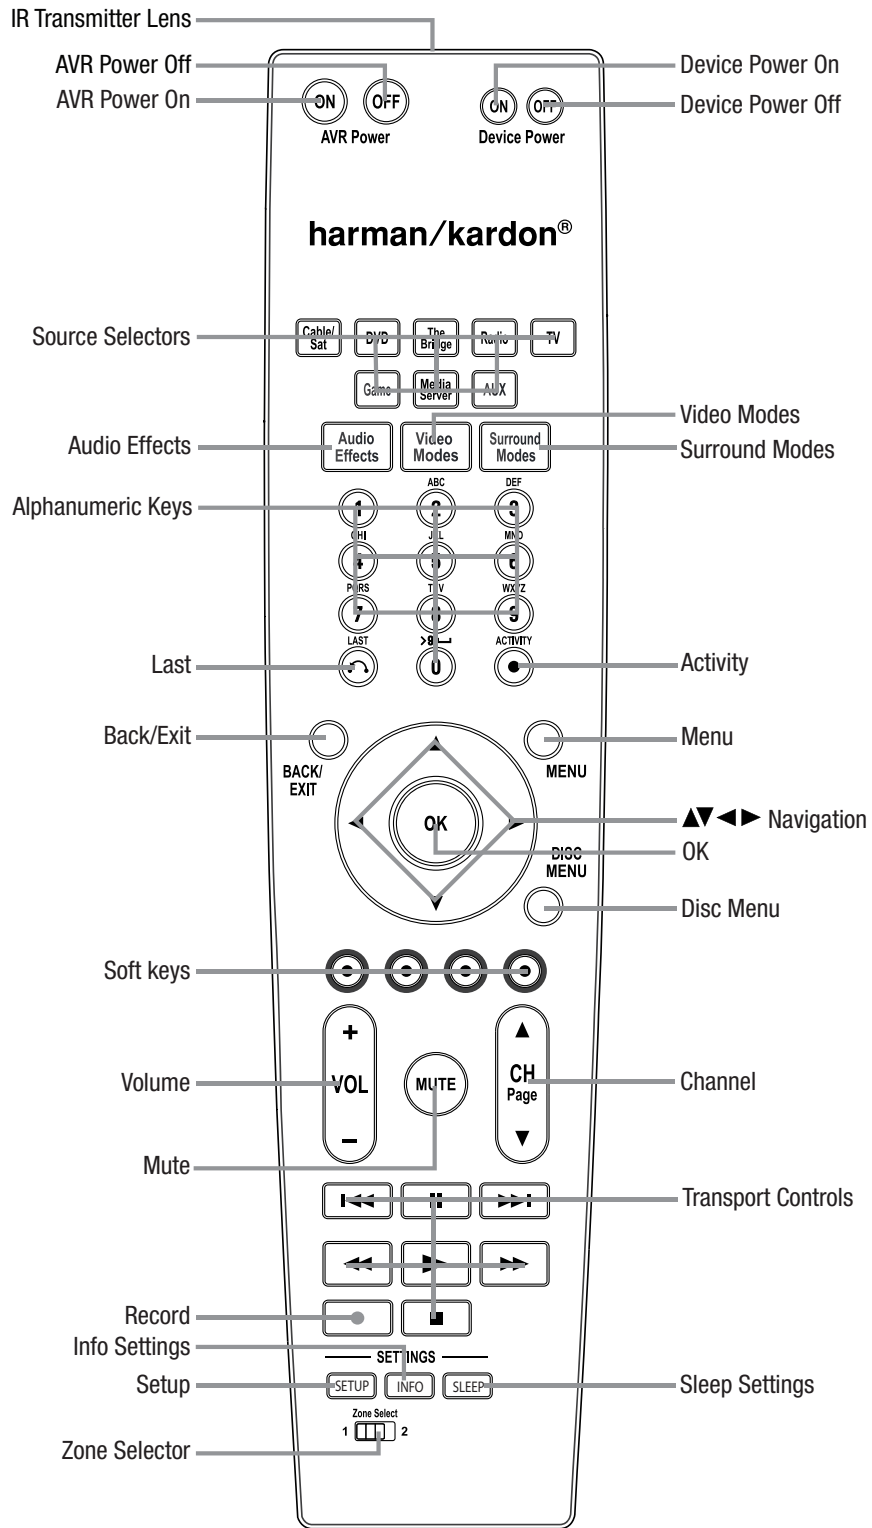 IR Transmitter Lens
AVR Power Off
AVR Power On
Device Power On
Device Power Off
ON
OFF
ON
OFF
AVR Power
Device Power
harman/kardon®
Source Selectors
Cable/
Sat
DVD
The
Bridge
Radio
TV
Game
Media
Server
AUX
Video Modes
Audio Effects
Audio
Effects
Video
Modes
Surround
Modes
Surround Modes
Alphanumeric Keys
ABC
DEF
1
2
3
GHI
JKL
MNO
4
5
6
PQRS
TUV
WXYZ
7
8
9
LAST
ACTIVITY
0
Last
Activity
Back/Exit
BACK/
EXIT
Menu
MENU
OK
▲▼◄► Navigation
OK
DISC
MENU
Disc Menu
Soft keys
+
VOL
–
Volume
MUTE
Mute
CH
Page
Channel
Transport Controls
Record
Info Settings
SETTINGS
Setup
SETUP
INFO
SLEEP
Sleep Settings
Zone Select
1
2
Zone Selector